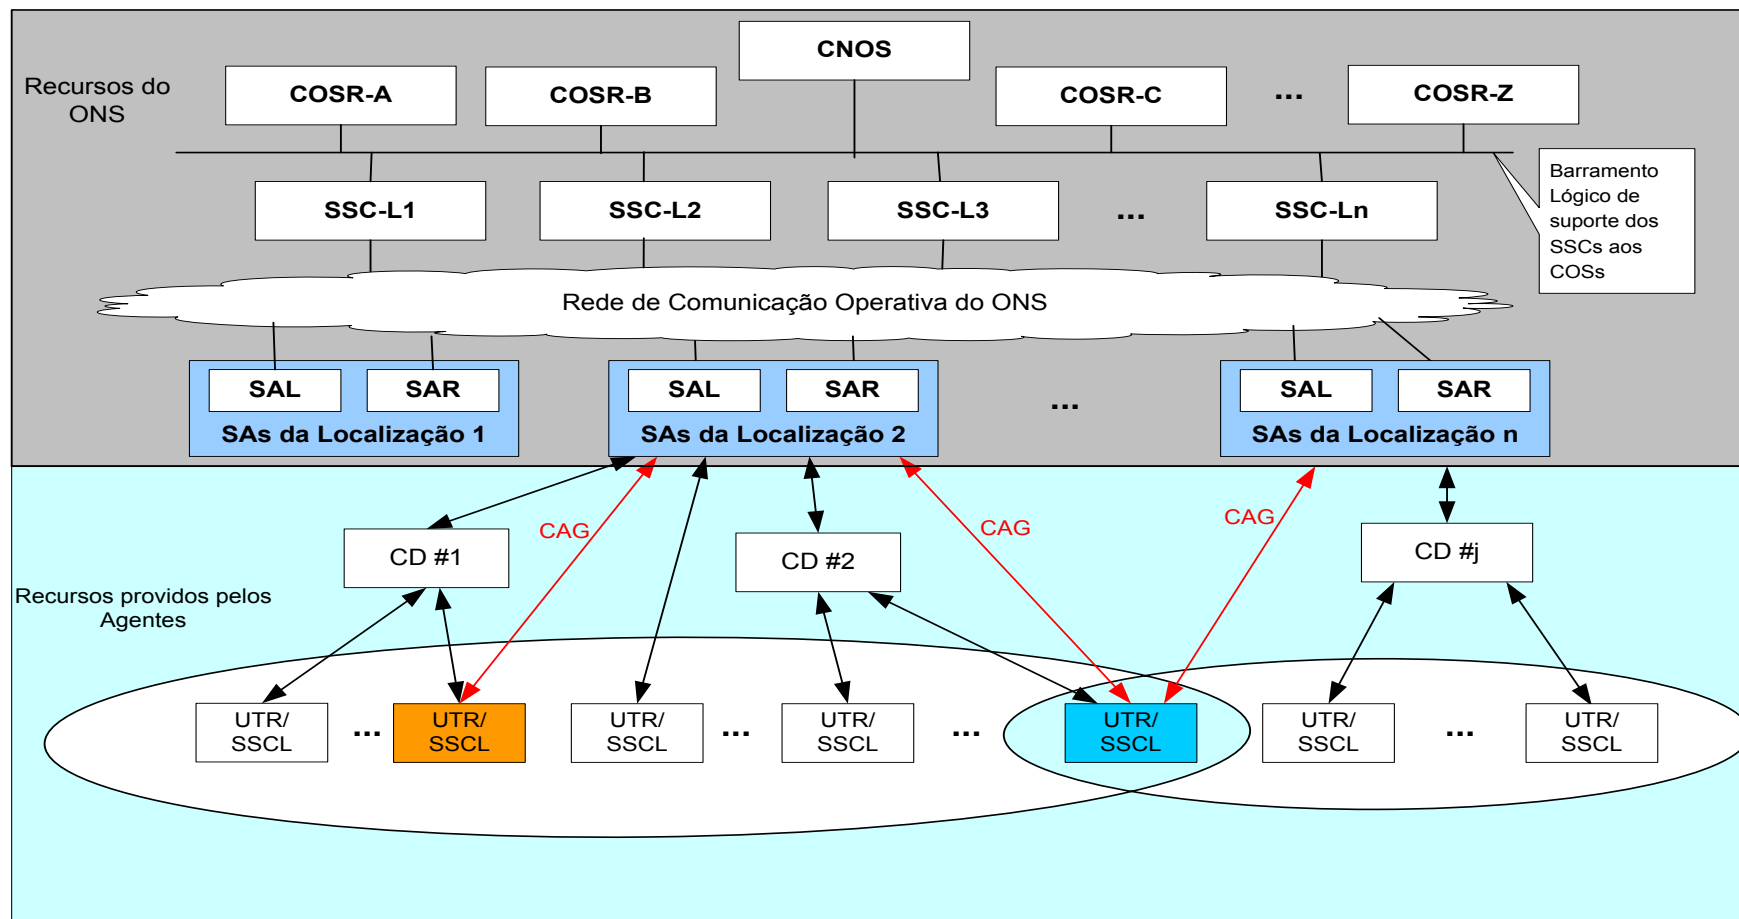 CNOS
Recursos do
ONS
COSR-A
COSR-B
COSR-C
...
COSR-Z
SSC-L1
SSC-L2
SSC-L3
...
SSC-Ln
Barramento
Lógico de
suporte dos
SSCs aos
COSs
Rede de Comunicação Operativa do ONS
SAL
SAR
SAs da Localização 1
SAL
SAR
SAs da Localização 2
...
SAL
SAR
SAs da Localização n
CAG
CAG
CAG
CD #1
CD #2
CD #j
Recursos providos pelos
Agentes
UTR/
SSCL
...
UTR/
SSCL
UTR/
SSCL
...
UTR/
SSCL
...
UTR/
SSCL
UTR/
SSCL
...
UTR/
SSCL